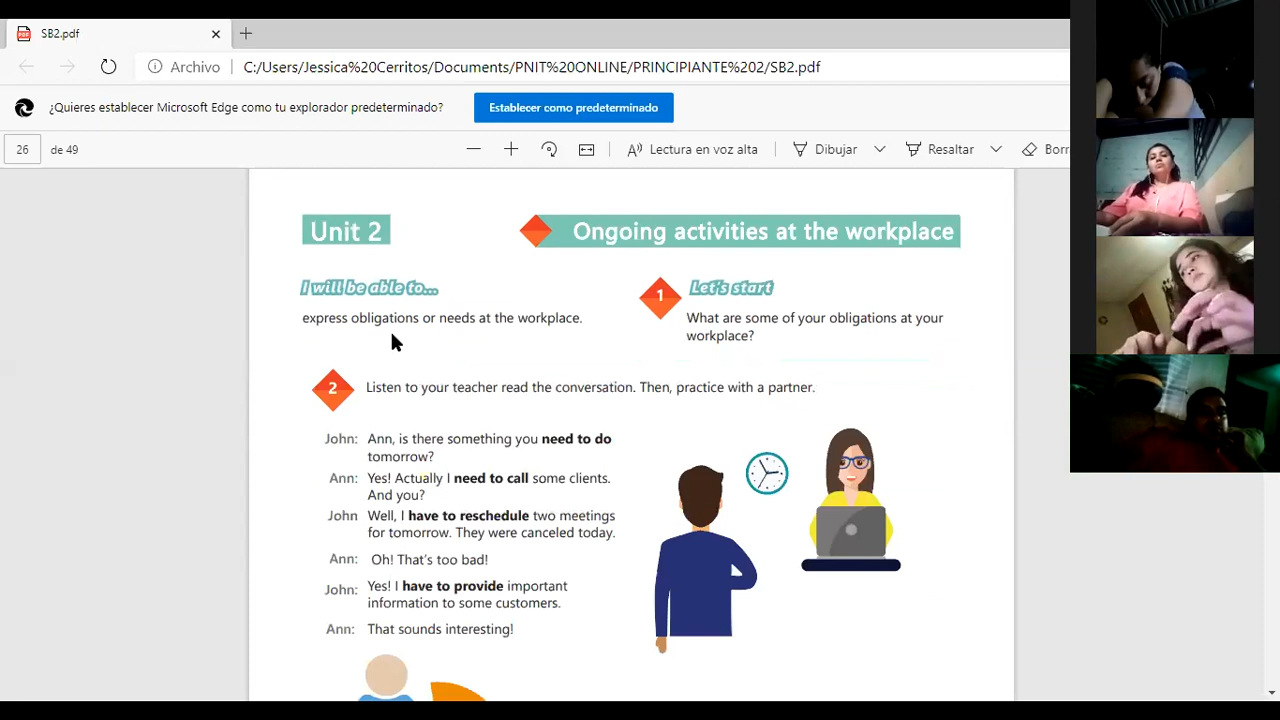 SB2.pdf
Archivo
C:/Users/Jessica%20Cerritos/Documents/PNIT%20ONLINE/PRINCIPIANTE%202/SB2.pdf
¿Quieres establecer Microsoft Edge como tu explorador predeterminado?
Establecer como predeterminado
26 de 49
Lectura en voz alta
Dibujar
Resaltar
Borr
Unit 2
Ongoing activities at the workplace
I will be able to...
express obligations or needs at the workplace.
1 Let's start
What are some of your obligations at your
workplace?
2 Listen to your teacher read the conversation. Then, practice with a partner.
John: Ann, is there something you need to do
tomorrow?
Ann: Yes! Actually I need to call some clients.
And you?
John Well, I have to reschedule two meetings
for tomorrow. They were canceled today.
Ann: Oh! That's too bad!
John: Yes! I have to provide important
information to some customers.
Ann: That sounds interesting!